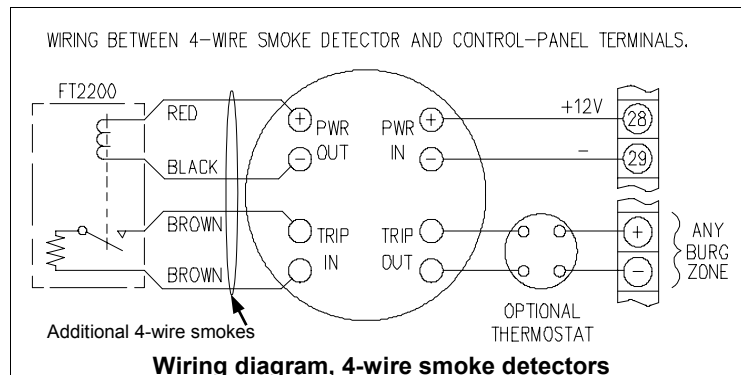 WIRING BETWEEN 4-WIRE SMOKE DETECTOR AND CONTROL-PANEL TERMINALS.
FT2200
RED
BLACK
BROWN
BROWN
+ PWR PWR +
- OUT IN -
TRIP TRIP
IN OUT
+12V
28
-
29
+
-
ANY
BURG
ZONE
OPTIONAL
THERMOSTAT
Additional 4-wire smokes
Wiring diagram, 4-wire smoke detectors